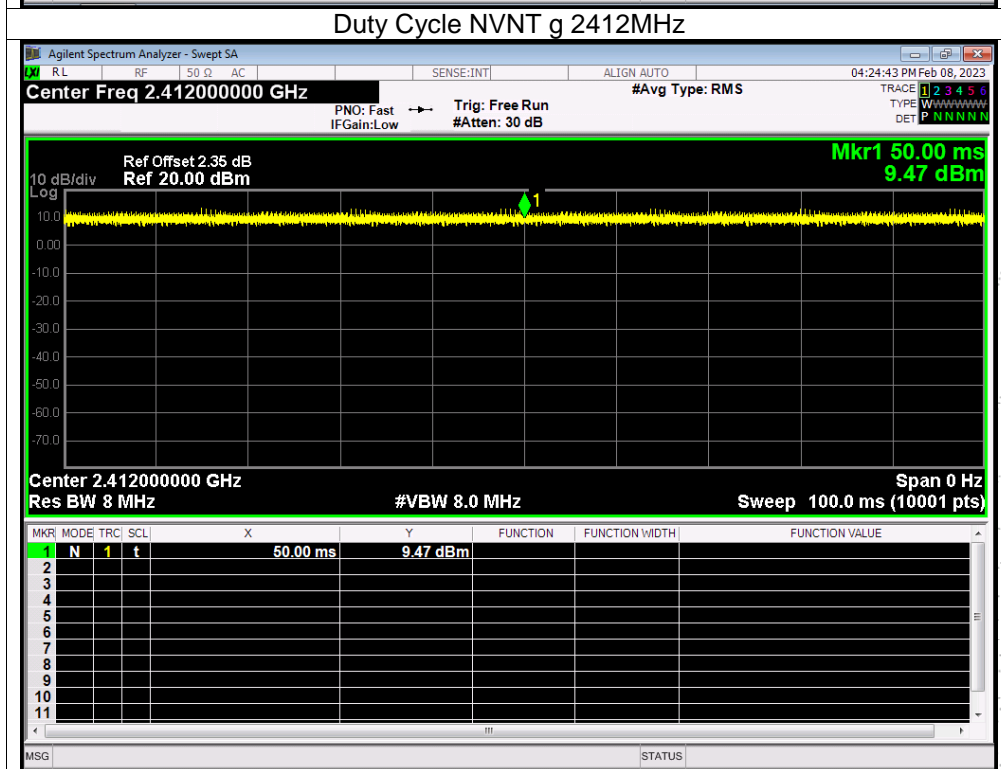 Duty Cycle NVNT g 2412MHz
Agilent Spectrum Analyzer - Swept SA
LXI RL RF 50 Ω AC SENSE:INT ALIGN AUTO 04:24:43 PM Feb 08, 2023
Center Freq 2.412000000 GHz #Avg Type: RMS TRACE 1 2 3 4 5 6
PNO: Fast Trig: Free Run TYPE WWWWWW
IFGain:Low #Atten: 30 dB DET P N N N N N
Mkr1 50.00 ms
Ref Offset 2.35 dB
10 dB/div Ref 20.00 dBm 9.47 dBm
Log
1
10.0
0.00
-10.0
-20.0
-30.0
-40.0
-50.0
-60.0
-70.0
Center 2.412000000 GHz Span 0 Hz
Res BW 8 MHz #VBW 8.0 MHz Sweep 100.0 ms (10001 pts)
MKR MODE TRC SCL X Y FUNCTION FUNCTION WIDTH FUNCTION VALUE
1 N 1 t 50.00 ms 9.47 dBm
2
3
4
5
6
7
8
9
10
11
MSG STATUS